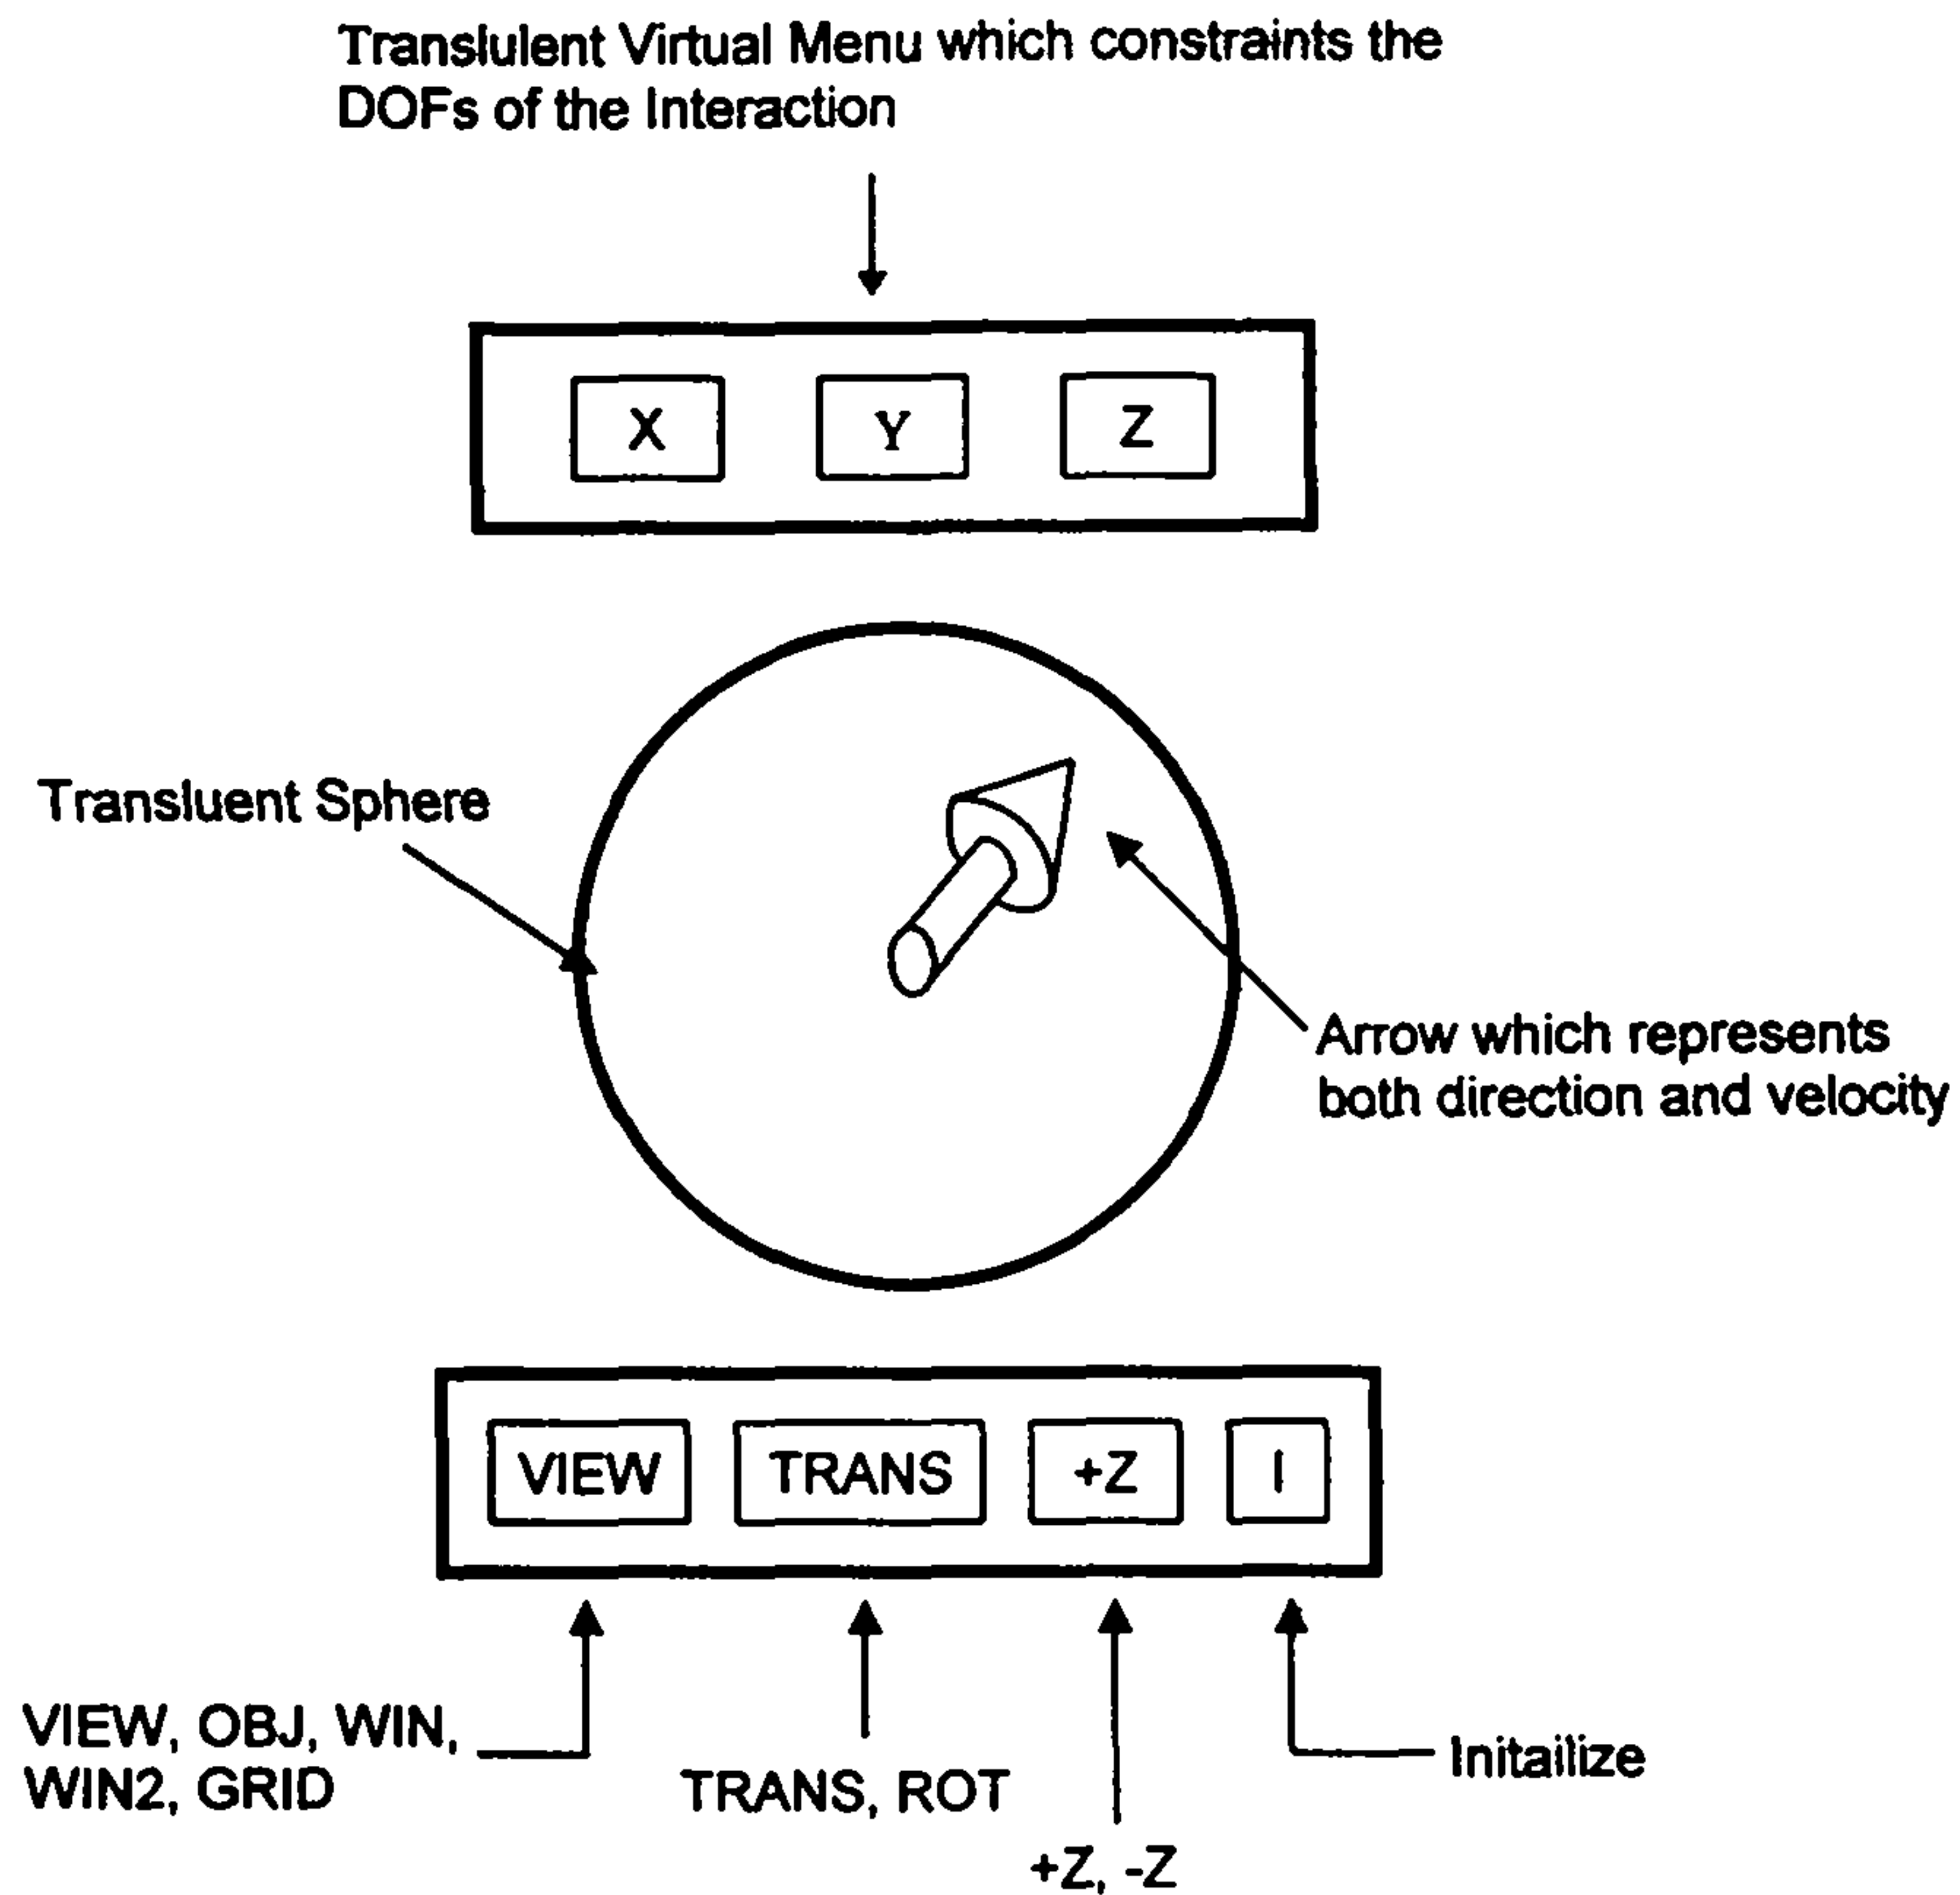 Translulent Virtual Menu which constraints the
DOFs of the Interaction
X Y Z
Transluent Sphere
Arrow which represents
both direction and velocity
VIEW TRANS +Z I
VIEW, OBJ, WIN,
WIN2, GRID
TRANS, ROT
+Z, -Z
Initailize